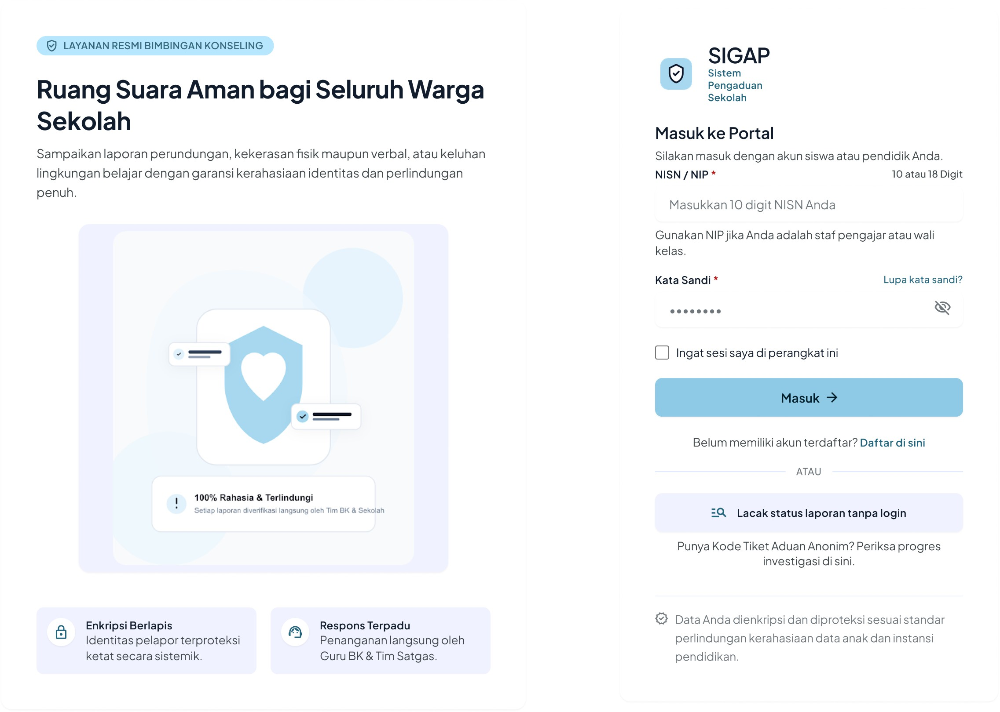 LAYANAN RESMI BIMBINGAN KONSELING
Ruang Suara Aman bagi Seluruh Warga
Sekolah
Sampaikan laporan perundungan, kekerasan fisik maupun verbal, atau keluhan
lingkungan belajar dengan garansi kerahasiaan identitas dan perlindungan
penuh.
100% Rahasia & Terlindungi
Setiap laporan diverifikasi langsung oleh Tim BK & Sekolah
Enkripsi Berlapis
Identitas pelapor terproteksi
ketat secara sistemik.
Respons Terpadu
Penanganan langsung oleh
Guru BK & Tim Satgas.
SIGAP
Sistem
Pengaduan
Sekolah
Masuk ke Portal
Silakan masuk dengan akun siswa atau pendidik Anda.
NISN / NIP * 10 atau 18 Digit
Masukkan 10 digit NISN Anda
Gunakan NIP jika Anda adalah staf pengajar atau wali
kelas.
Kata Sandi * Lupa kata sandi?
••••••••
Ingat sesi saya di perangkat ini
Masuk →
Belum memiliki akun terdaftar? Daftar di sini
ATAU
Lacak status laporan tanpa login
Punya Kode Tiket Aduan Anonim? Periksa progres
investigasi di sini.
Data Anda dienkripsi dan diproteksi sesuai standar
perlindungan kerahasiaan data anak dan instansi
pendidikan.